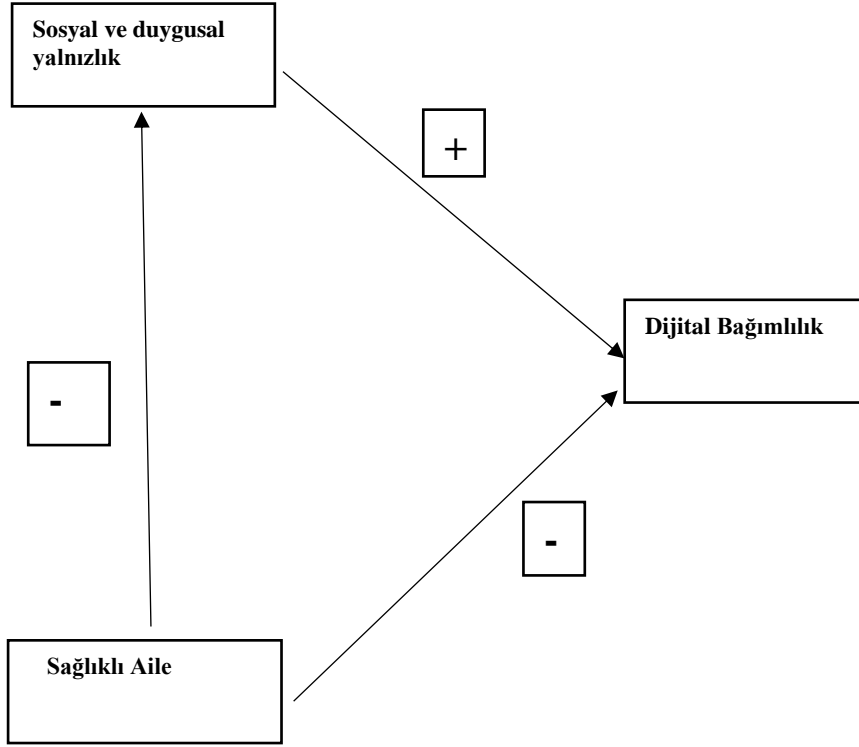 Sosyal ve duygusal
yalnızlık
+
Dijital Bağımlılık
-
-
Sağlıklı Aile